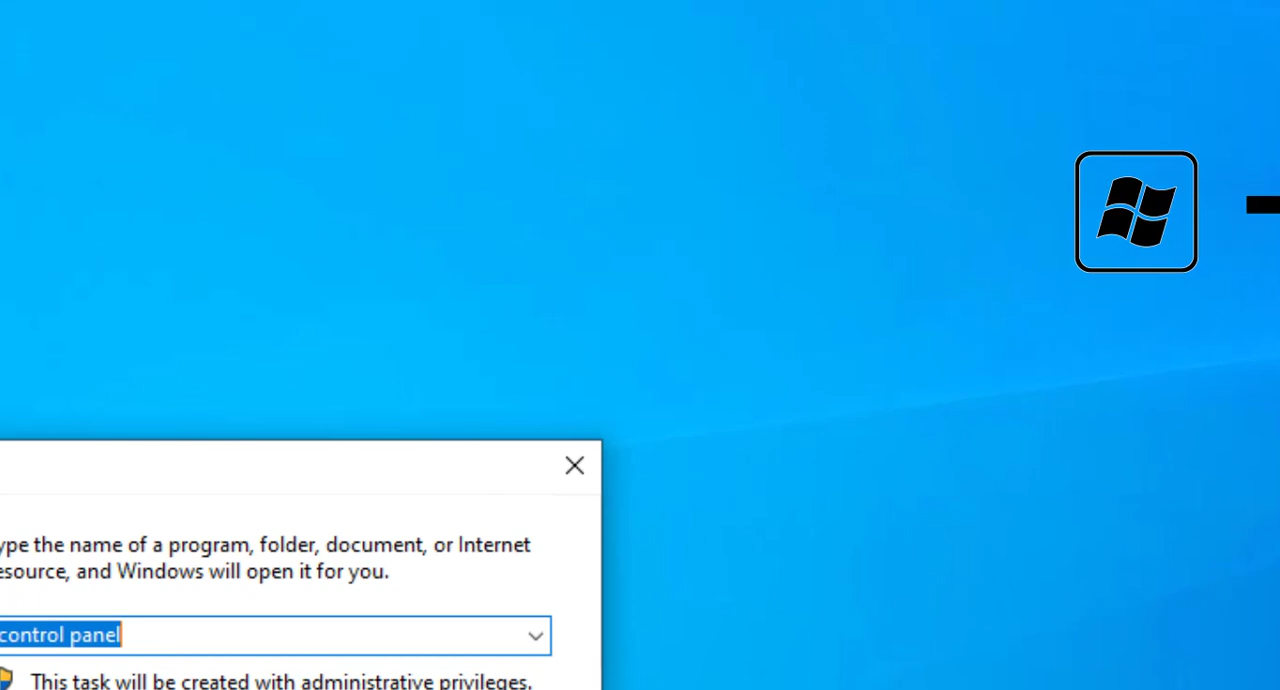 ype the name of a program, folder, document, or Internet
esource, and Windows will open it for you.
control panel
This task will be created with administrative privileges.